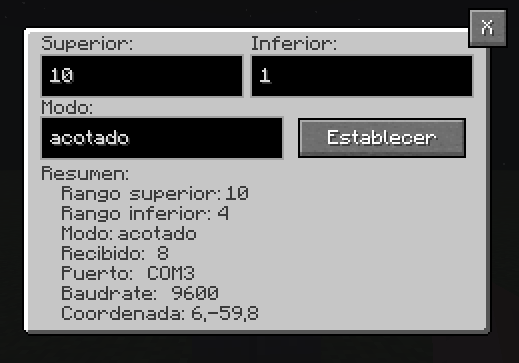 X
Superior: Inferior:
10 1
Modo:
acotado Establecer
Resumen:
Rango superior: 10
Rango inferior: 4
Modo: acotado
Recibido: 8
Puerto: COM3
Baudrate: 9600
Coordenada: 6,-59,8